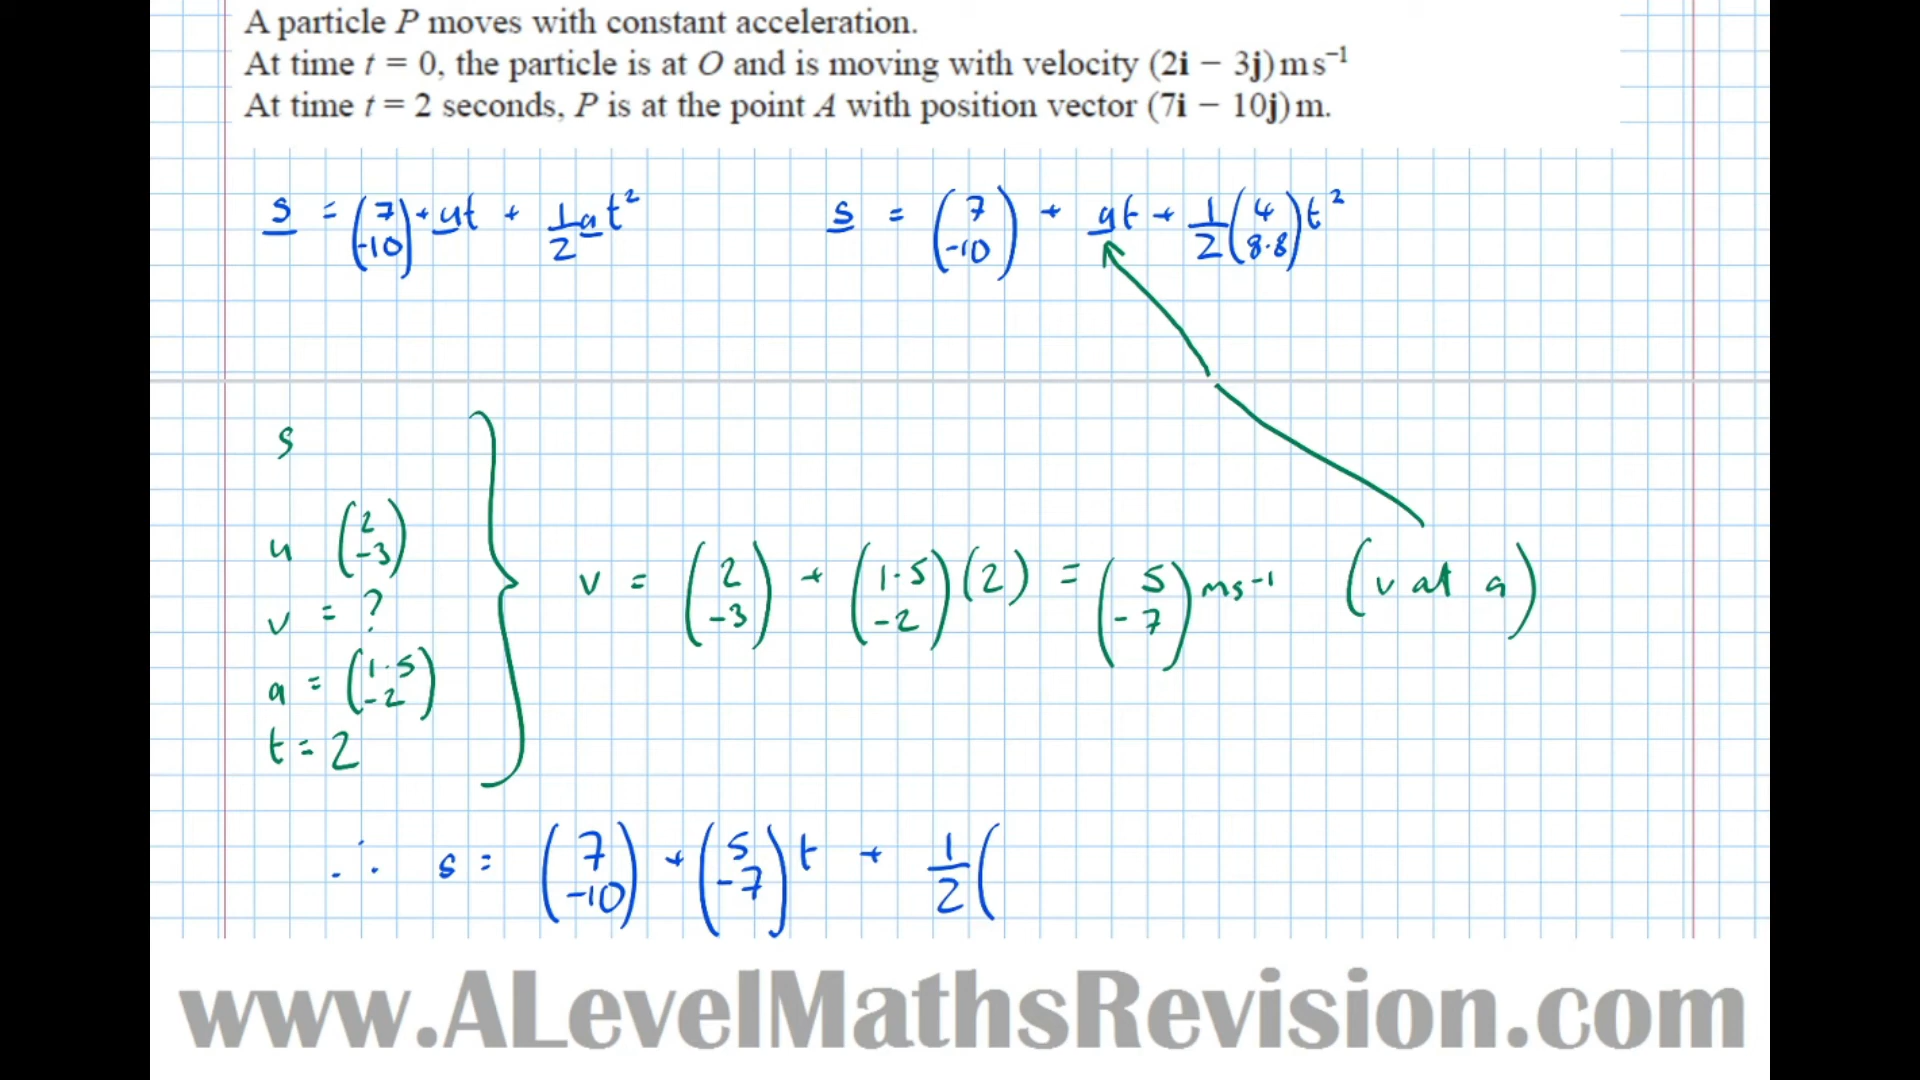 A particle P moves with constant acceleration.
At time t = 0, the particle is at O and is moving with velocity (2i − 3j) m s⁻¹
At time t = 2 seconds, P is at the point A with position vector (7i − 10j) m.
s = (7 -10) + ut + 1/2 at² s = (7 -10) + ut + 1/2 (4 8.8) t²
s
u (2 -3)
v = ?
a = (1.5 -2)
t = 2
v = (2 -3) + (1.5 -2)(2) = (5 -7) ms⁻¹ (v at a)
∴ s = (7 -10) + (5 -7) t + 1/2 (
www.ALevelMathsRevision.com